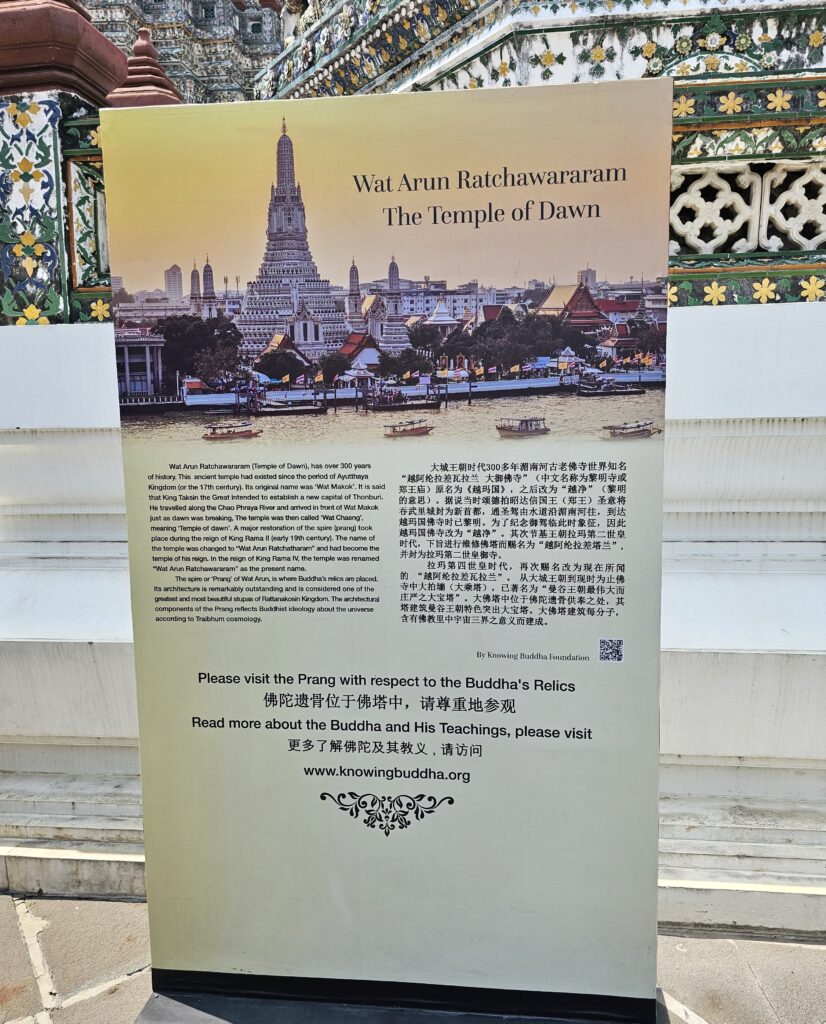 Wat Arun Ratchawararam
The Temple of Dawn
Wat Arun Ratchawararam (Temple of Dawn), has over 300 years
of history. This ancient temple had existed since the period of Ayutthaya
Kingdom (or the 17th century). Its original name was 'Wat Makok'. It is said
that King Taksin the Great intended to establish a new capital of Thonburi.
He travelled along the Chao Phraya River and arrived in front of Wat Makok
just as dawn was breaking, The temple was then called 'Wat Chaeng',
meaning 'Temple of dawn'. A major restoration of the spire (prang) took
place during the reign of King Rama II (early 19th century). The name of
the temple was changed to "Wat Arun Ratchatharam" and had become the
temple of his reign. In the reign of King Rama IV, the temple was renamed
"Wat Arun Ratchawararam" as the present name.
The spire or 'Prang' of Wat Arun, is where Buddha's relics are placed.
Its architecture is remarkably outstanding and is considered one of the
greatest and most beautiful stupas of Rattanakosin Kingdom. The architectural
components of the Prang reflects Buddhist ideology about the universe
according to Traibhum cosmology.
大城王朝时代300多年湄南河古老佛寺世界知名
“越阿纶拉差瓦拉兰 大御佛寺”（中文名称为黎明寺或
郑王庙）原名为《越玛国》，之后改为“越净”（黎明
的意思）。据说当时颂德拍昭达信国王（郑王）圣意将
吞武里城封为新首都，通圣驾由水道沿湄南河往，到达
越玛国佛寺时已黎明。为了纪念御驾临此时象征，因此
越玛国佛寺改为“越净”。其次节基王朝拉玛第二世皇
时代，下旨进行维修佛塔而赐名为“越阿纶拉差塔兰”，
并封为拉玛第二世皇御寺。
拉玛第四世皇时代，再次赐名改为现在所闻
的 “越阿纶拉差瓦拉兰”。 从大城王朝到现时为止佛
寺中大拍塴（大乘塔），已著名为“曼谷王朝最伟大而
庄严之大宝塔”。大佛塔中位于佛陀遗骨供奉之处，其
塔建筑曼谷王朝特色突出大宝塔。大佛塔建筑每分子，
含有佛教里中宇宙三界之意义而建成。
By Knowing Buddha Foundation
Please visit the Prang with respect to the Buddha's Relics
佛陀遗骨位于佛塔中，请尊重地参观
Read more about the Buddha and His Teachings, please visit
更多了解佛陀及其教义，请访问
www.knowingbuddha.org